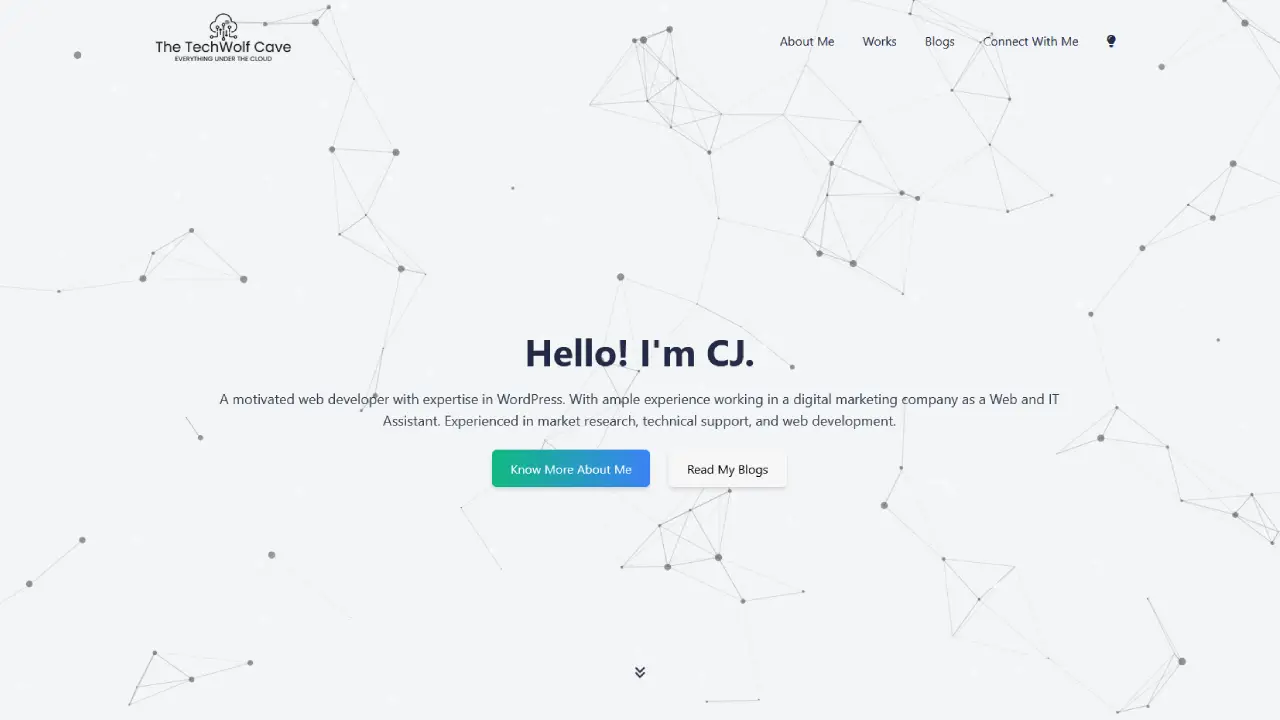 The TechWolf Cave
EVERYTHING UNDER THE CLOUD
About Me
Works
Blogs
Connect With Me
Hello! I'm CJ.
A motivated web developer with expertise in WordPress. With ample experience working in a digital marketing company as a Web and IT
Assistant. Experienced in market research, technical support, and web development.
Know More About Me
Read My Blogs